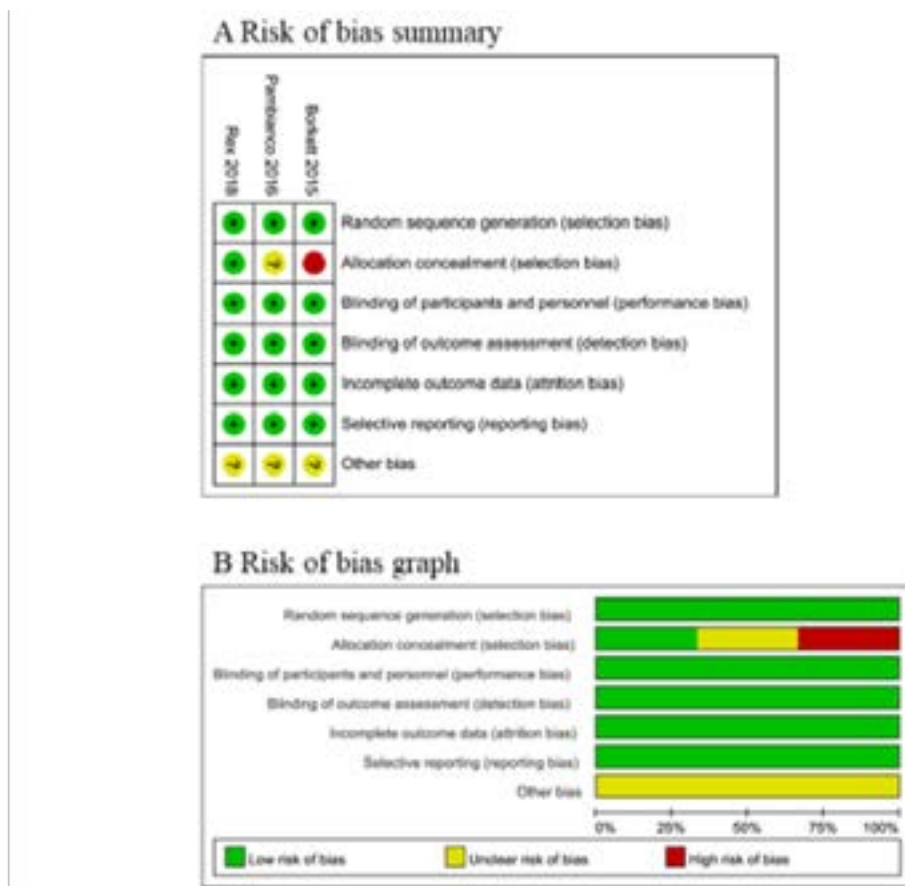 A Risk of bias summary
Rex 2018
Pambianco 2016
Borkett 2015
Random sequence generation (selection bias)
Allocation concealment (selection bias)
Blinding of participants and personnel (performance bias)
Blinding of outcome assessment (detection bias)
Incomplete outcome data (attrition bias)
Selective reporting (reporting bias)
Other bias
B Risk of bias graph
Random sequence generation (selection bias)
Allocation concealment (selection bias)
Blinding of participants and personnel (performance bias)
Blinding of outcome assessment (detection bias)
Incomplete outcome data (attrition bias)
Selective reporting (reporting bias)
Other bias
0% 25% 50% 75% 100%
Low risk of bias Unclear risk of bias High risk of bias